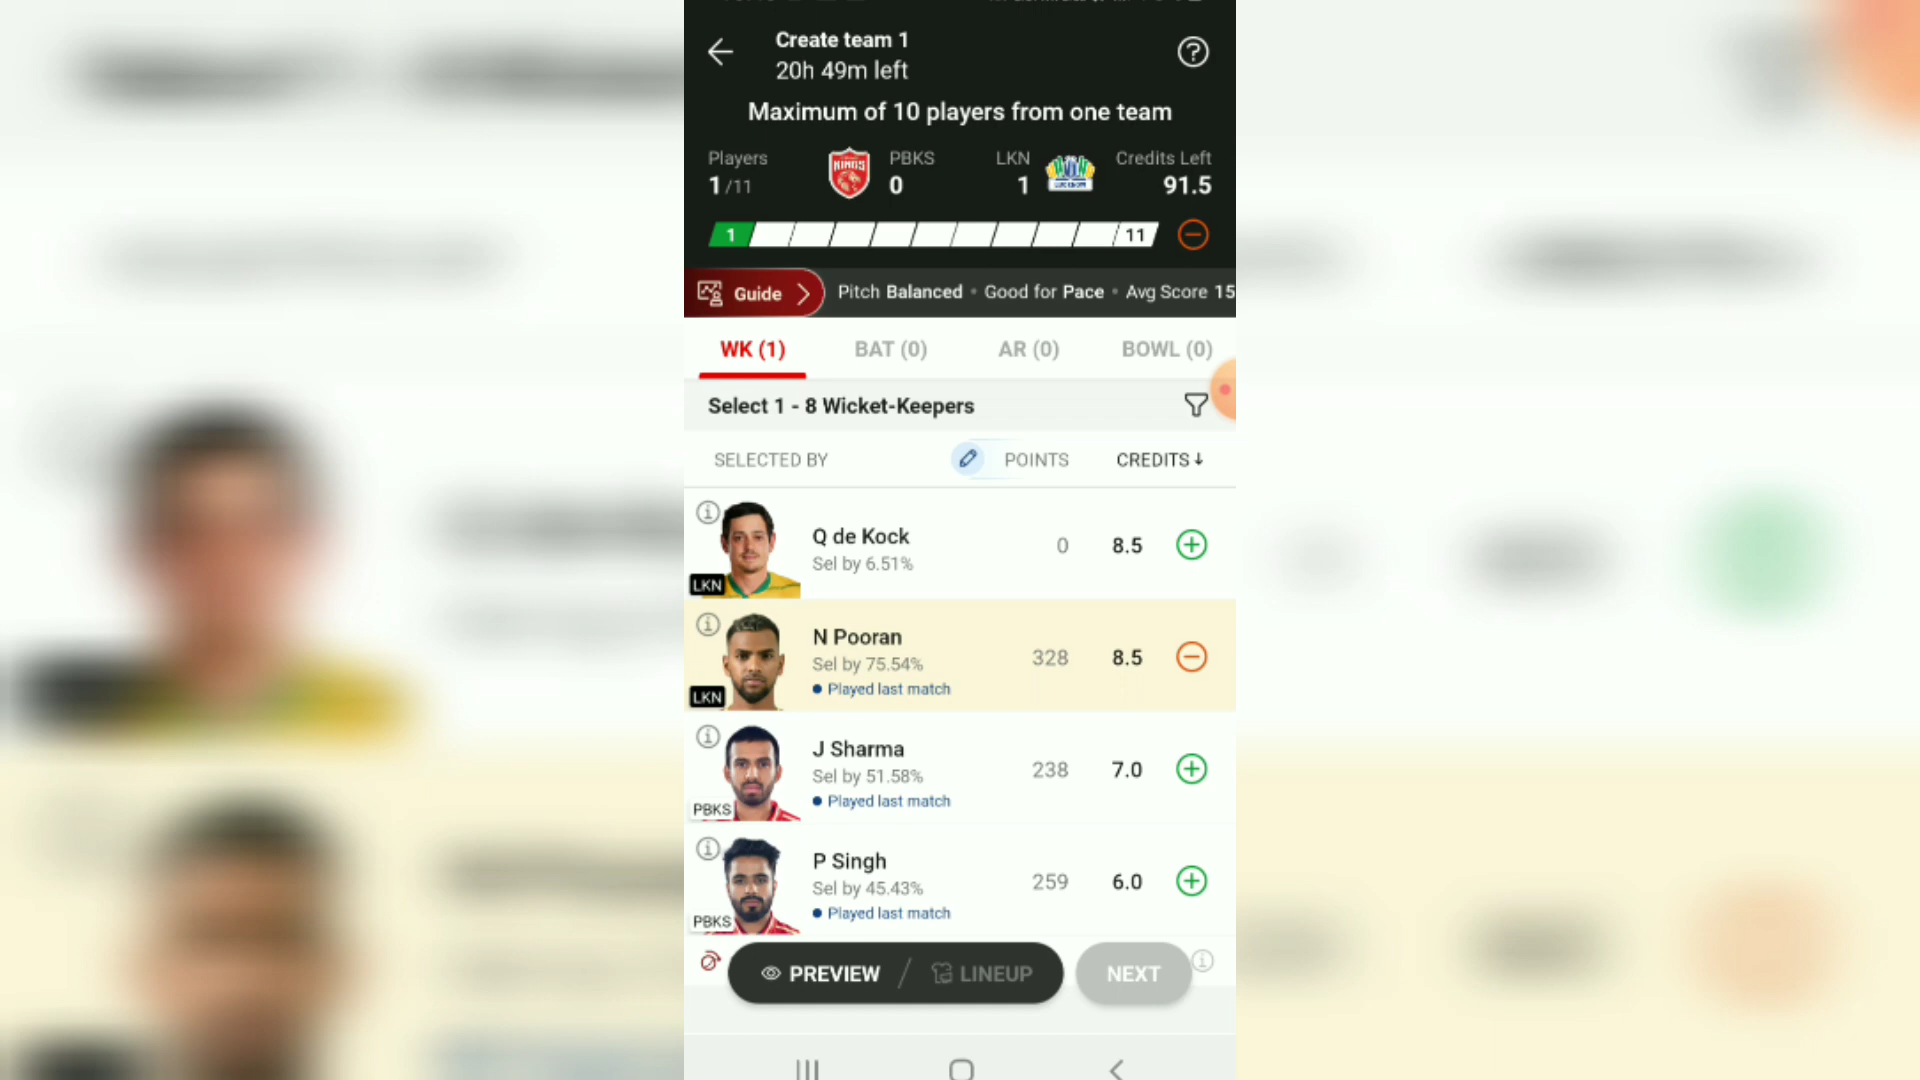 Create team 1
20h 49m left
Maximum of 10 players from one team
Players
1/11
KINGS
PBKS
0
LKN
1
Credits Left
91.5
1
11
Guide
Pitch Balanced • Good for Pace • Avg Score 15
WK (1)
BAT (0)
AR (0)
BOWL (0)
Select 1 - 8 Wicket-Keepers
SELECTED BY
POINTS
CREDITS↓
LKN
Q de Kock
Sel by 6.51%
0
8.5
LKN
N Pooran
Sel by 75.54%
Played last match
328
8.5
PBKS
J Sharma
Sel by 51.58%
Played last match
238
7.0
PBKS
P Singh
Sel by 45.43%
Played last match
259
6.0
PREVIEW / LINEUP
NEXT